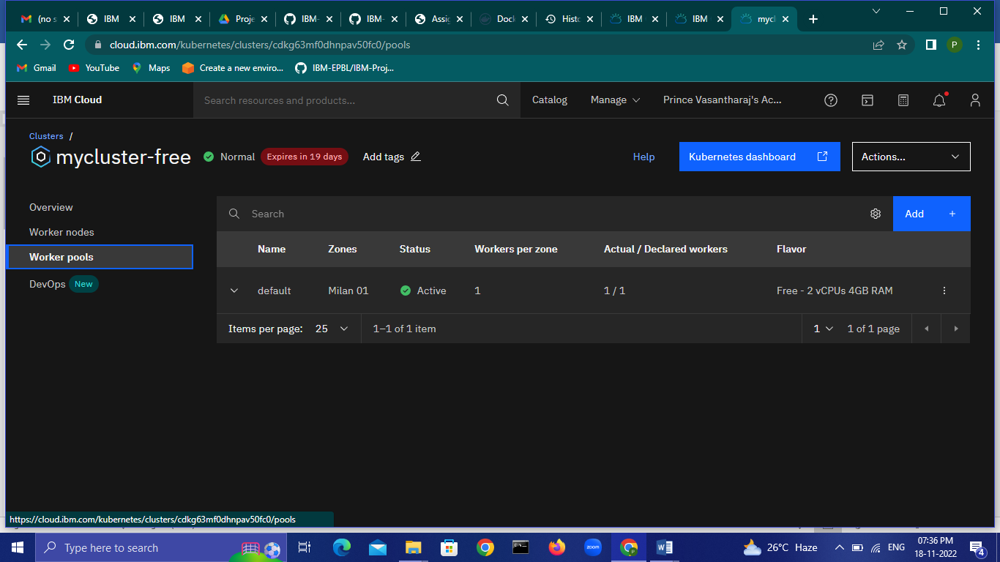 (no s
IBM
IBM
Proje
IBM-
IBM-
Assig
Dock
Histo
IBM
IBM
mycl
cloud.ibm.com/kubernetes/clusters/cdkg63mf0dhnpav50fc0/pools
P
Gmail
YouTube
Maps
Create a new enviro...
IBM-EPBL/IBM-Proj...
IBM Cloud
Search resources and products...
Catalog
Manage
Prince Vasantharaj's Ac...
Clusters /
mycluster-free
Normal
Expires in 19 days
Add tags
Help
Kubernetes dashboard
Actions...
Overview
Worker nodes
Worker pools
DevOps New
Search
Add +
Name Zones Status Workers per zone Actual / Declared workers Flavor
default Milan 01 Active 1 1 / 1 Free - 2 vCPUs 4GB RAM
Items per page: 25 1–1 of 1 item 1 1 of 1 page
https://cloud.ibm.com/kubernetes/clusters/cdkg63mf0dhnpav50fc0/pools
Type here to search
zoom
P
26°C Haze
ENG
07:36 PM
18-11-2022
4